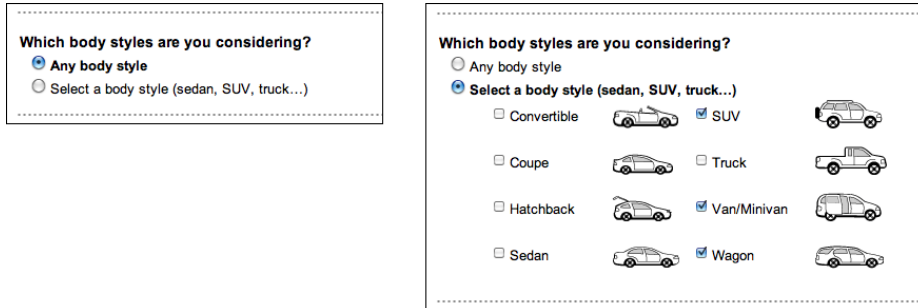 Which body styles are you considering?
Any body style
Select a body style (sedan, SUV, truck...)
Which body styles are you considering?
Any body style
Select a body style (sedan, SUV, truck...)
Convertible SUV
Coupe Truck
Hatchback Van/Minivan
Sedan Wagon